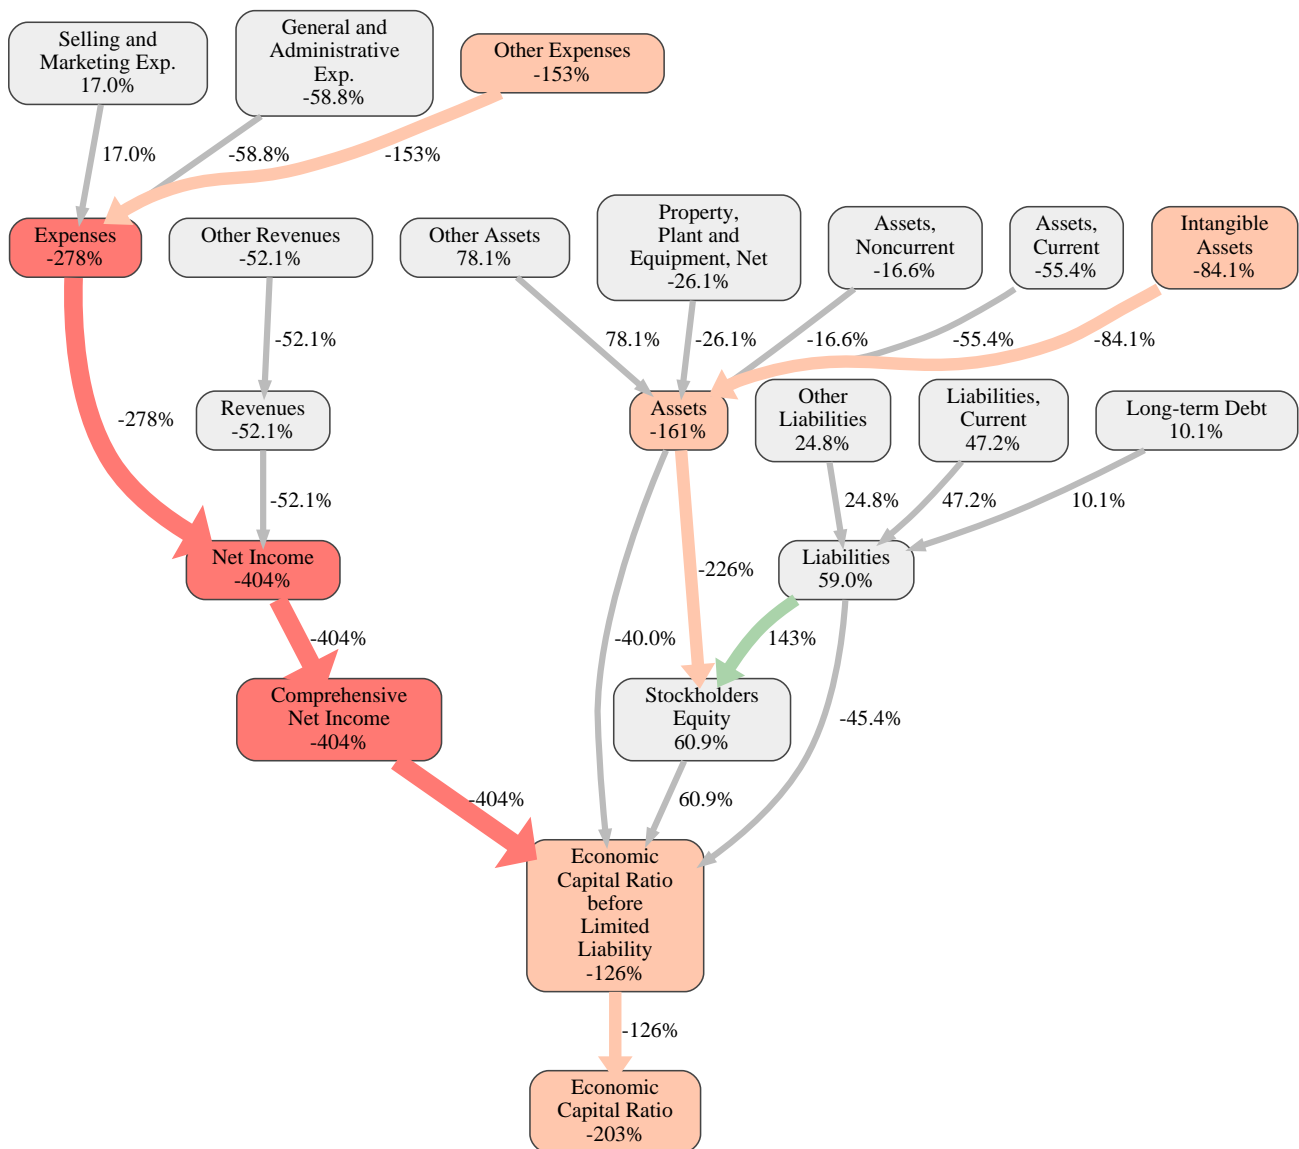 Selling and
Marketing Exp.
17.0%
General and
Administrative
Exp.
-58.8%
Other Expenses
-153%
17.0%
-58.8%
-153%
Expenses
-278%
Other Revenues
-52.1%
Other Assets
78.1%
Property,
Plant and
Equipment, Net
-26.1%
Assets,
Noncurrent
-16.6%
Assets,
Current
-55.4%
Intangible
Assets
-84.1%
-52.1%
78.1%
-26.1%
-16.6%
-55.4%
-84.1%
-278%
Revenues
-52.1%
Assets
-161%
Other
Liabilities
24.8%
Liabilities,
Current
47.2%
Long-term Debt
10.1%
-52.1%
24.8%
47.2%
10.1%
Net Income
-404%
-226%
Liabilities
59.0%
-404%
-40.0%
143%
-45.4%
Comprehensive
Net Income
-404%
Stockholders
Equity
60.9%
-404%
60.9%
Economic
Capital Ratio
before
Limited
Liability
-126%
-126%
Economic
Capital Ratio
-203%